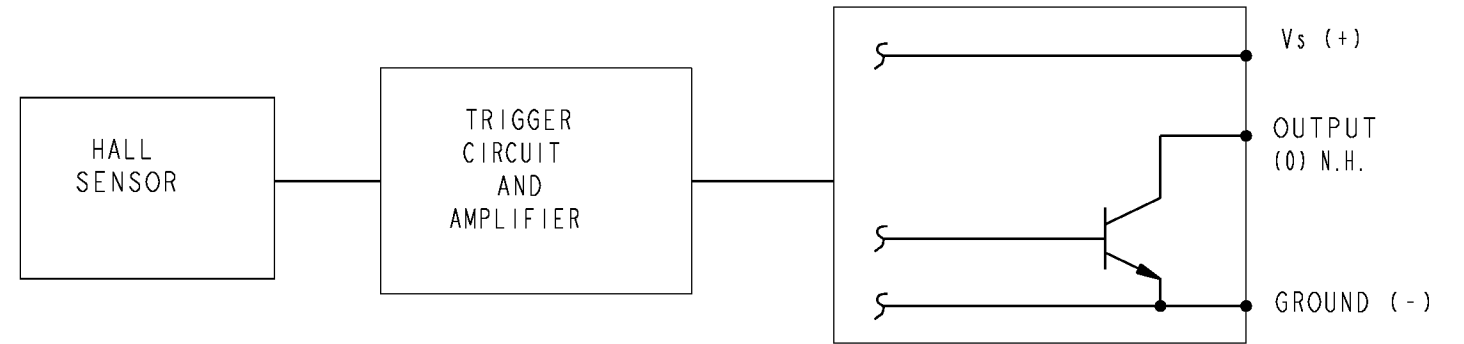 HALL
SENSOR
TRIGGER
CIRCUIT
AND
AMPLIFIER
Vs (+)
OUTPUT
(O) N.H.
GROUND (-)